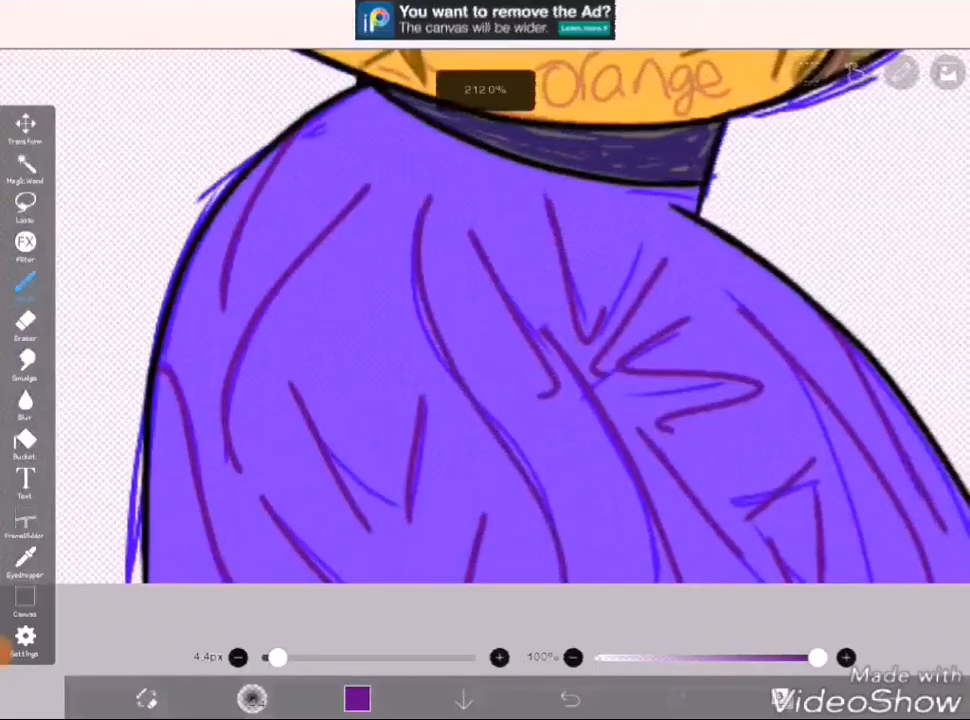 You want to remove the Ad?
The canvas will be wider.
Learn more
orange
212.0%
Transform
Magic Wand
Lasso
FX
Filter
Eraser
Smudge
Blur
Bucket
T
Text
FrameDivider
Eyedropper
Canvas
Settings
4.4px
100%
Made with
VideoShow